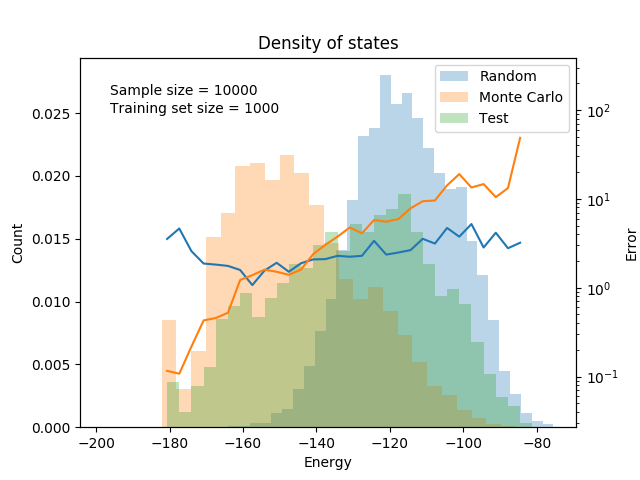 Density of states
Sample size = 10000
Training set size = 1000
Random
Monte Carlo
Test
Count
0.025
0.020
0.015
0.010
0.005
0.000
−200 −180 −160 −140 −120 −100 −80
Energy
10²
10¹
10⁰
10⁻¹
Error